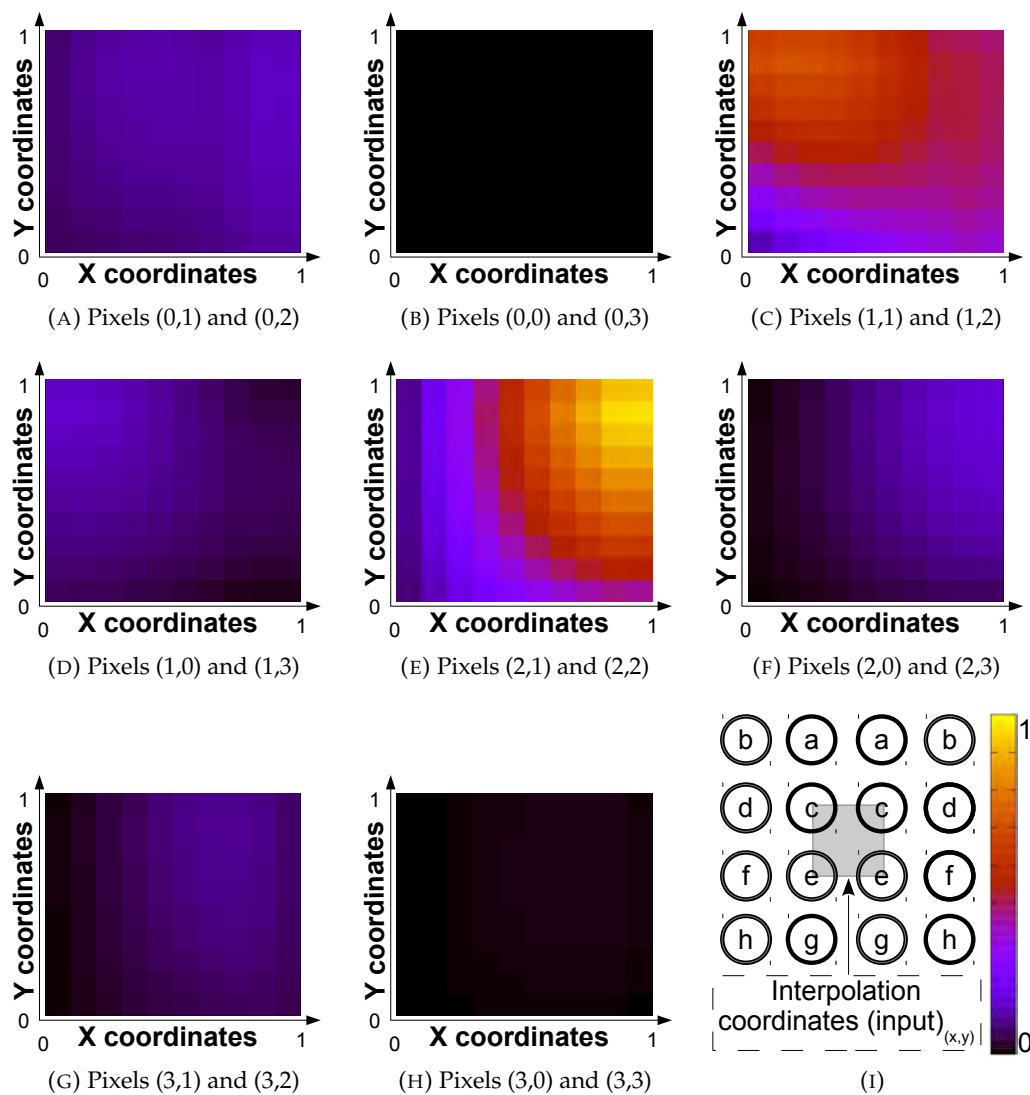 1
Y coordinates
0
0
X coordinates
1
(A) Pixels (0,1) and (0,2)
1
Y coordinates
0
0
X coordinates
1
(B) Pixels (0,0) and (0,3)
1
Y coordinates
0
0
X coordinates
1
(C) Pixels (1,1) and (1,2)
1
Y coordinates
0
0
X coordinates
1
(D) Pixels (1,0) and (1,3)
1
Y coordinates
0
0
X coordinates
1
(E) Pixels (2,1) and (2,2)
1
Y coordinates
0
0
X coordinates
1
(F) Pixels (2,0) and (2,3)
1
Y coordinates
0
0
X coordinates
1
(G) Pixels (3,1) and (3,2)
1
Y coordinates
0
0
X coordinates
1
(H) Pixels (3,0) and (3,3)
b a a b
d c c d
f e e f
h g g h
1
0
Interpolation
coordinates (input)(x,y)
(I)